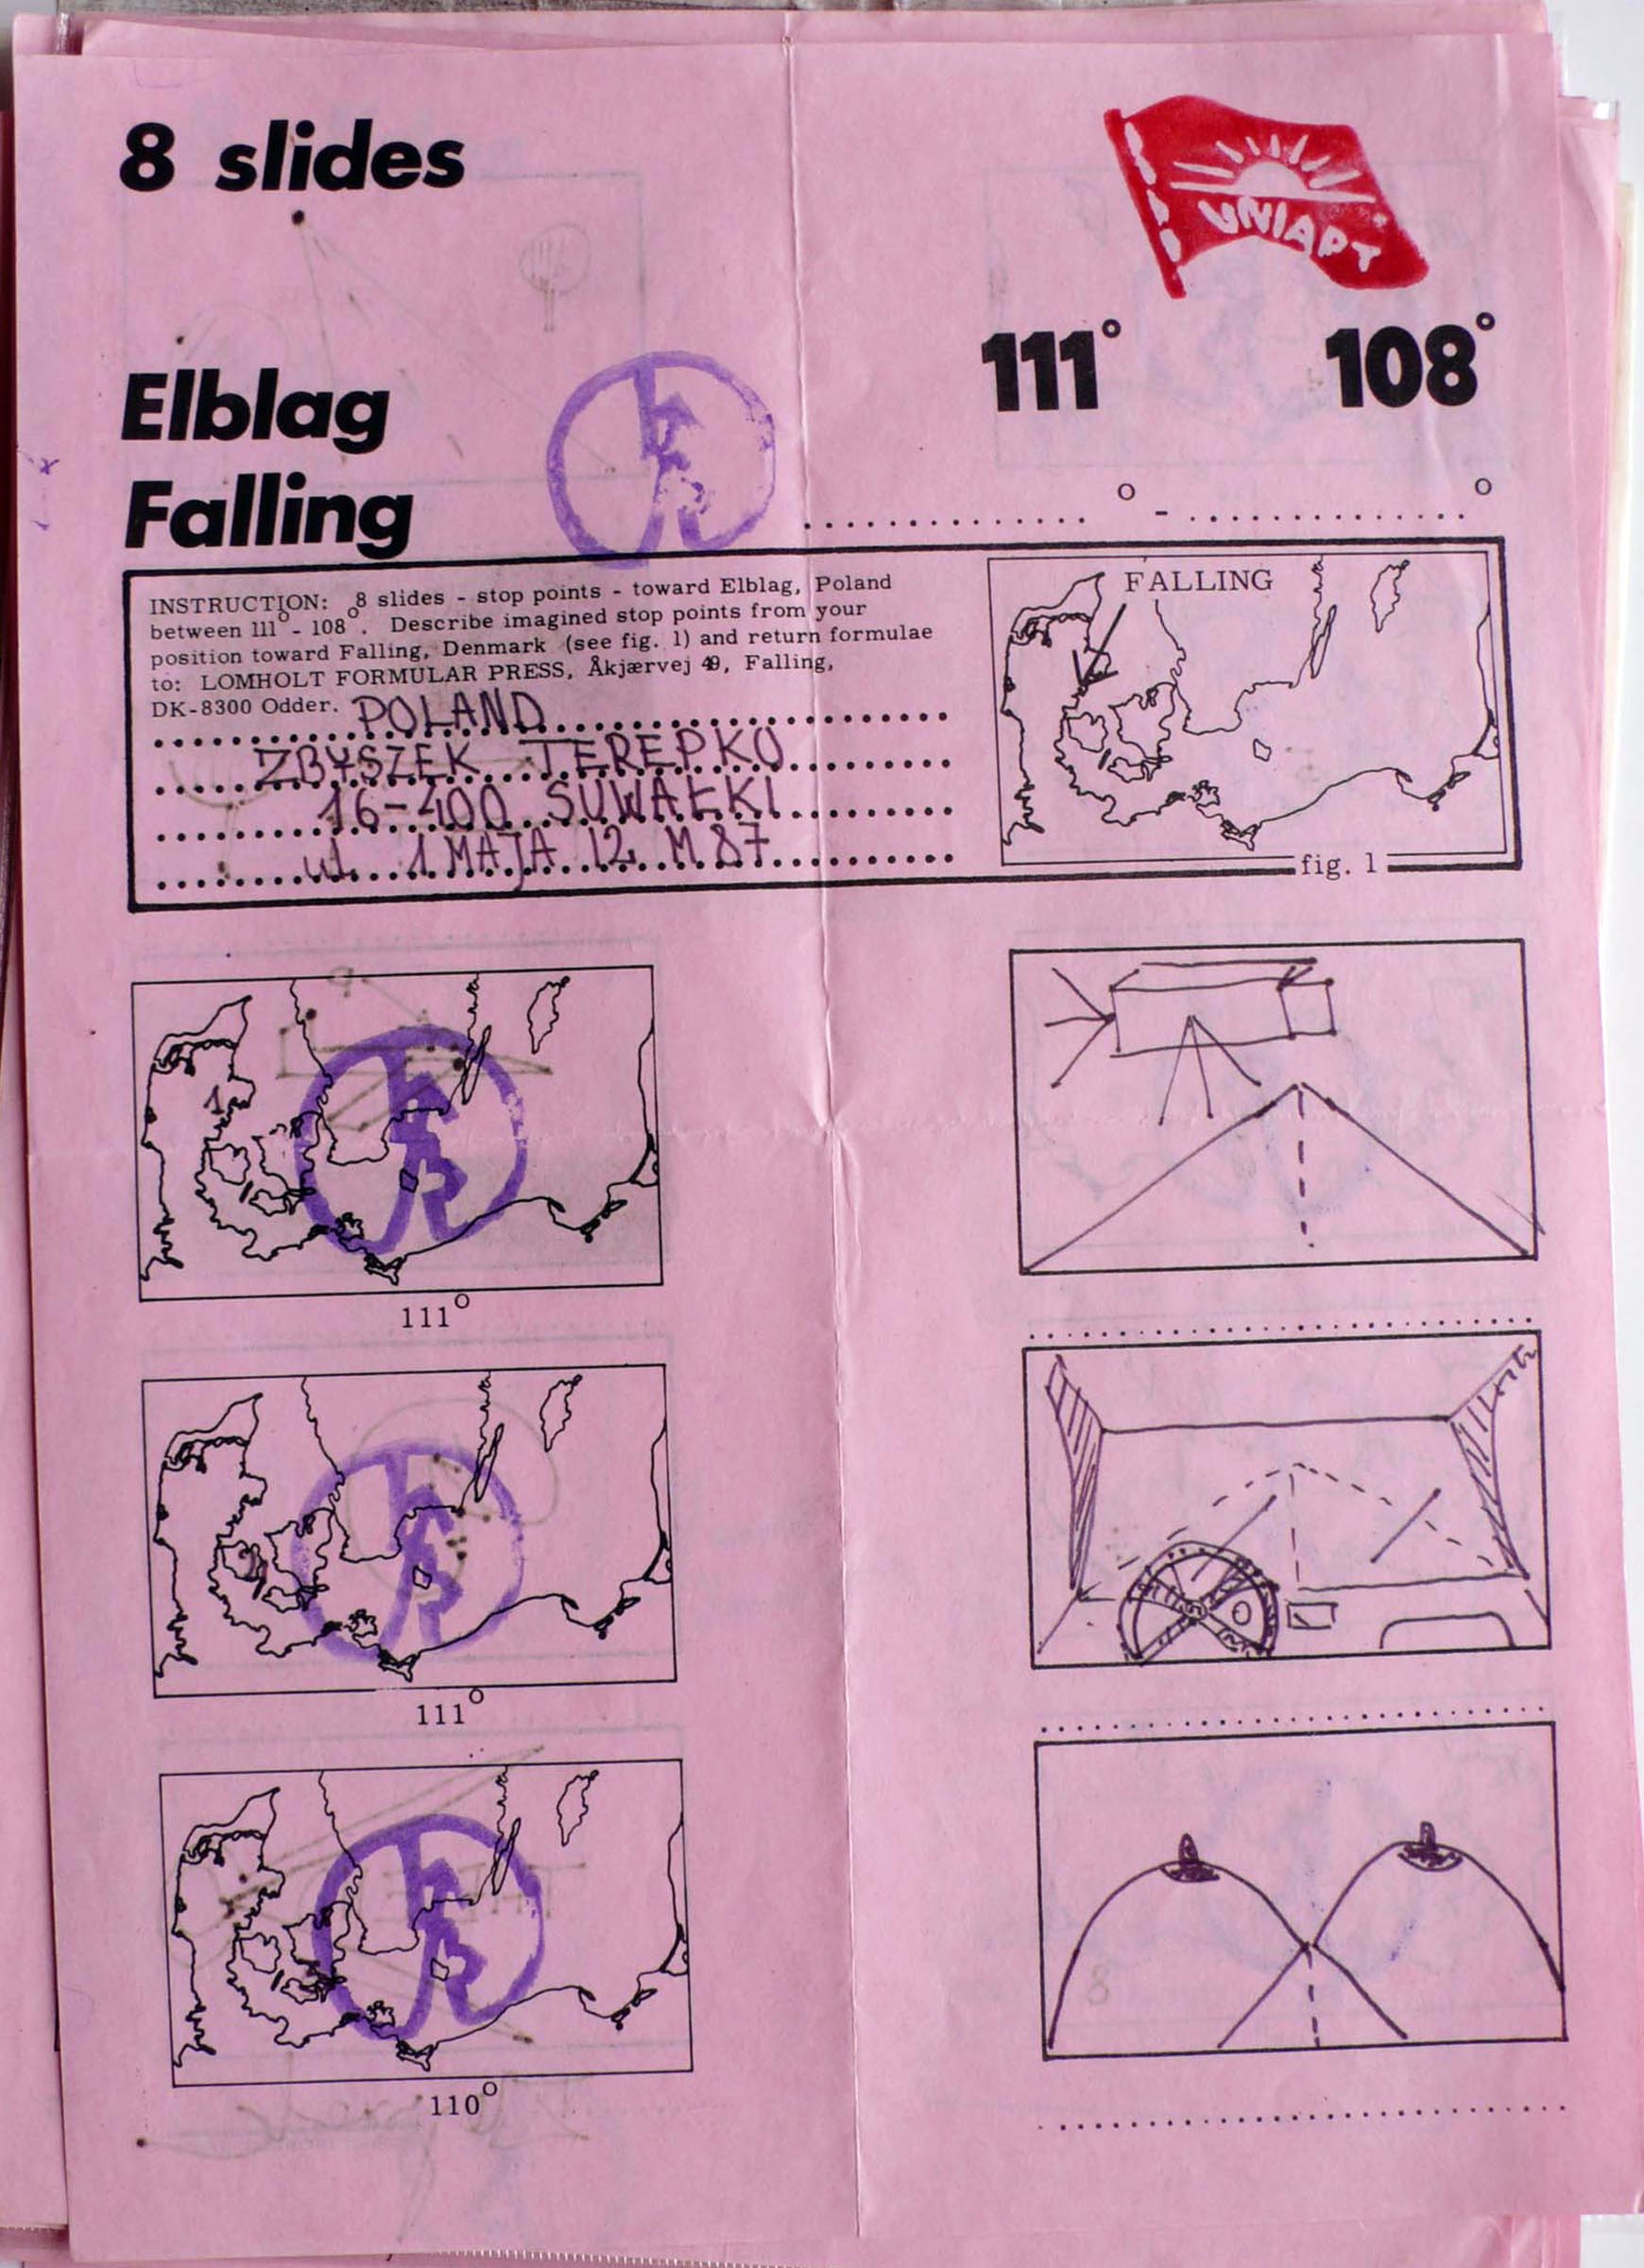 8 slides
UNIART
111° 108°
Elblag
Falling
° - °
INSTRUCTION: 8 slides - stop points - toward Elblag, Poland
between 111° - 108°. Describe imagined stop points from your
position toward Falling, Denmark (see fig. 1) and return formulae
to: LOMHOLT FORMULAR PRESS, Åkjærvej 49, Falling,
DK-8300 Odder.
POLAND
ZBYSZEK TEREPKO
16-400 SUWAŁKI
ul. 1 MAJA 12 M 87
FALLING
fig. 1
1
111°
2
111°
110°